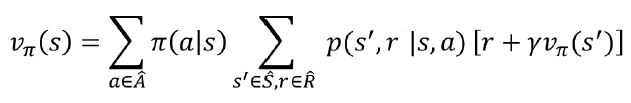 v_π(s) = ∑_{a∈Â} π(a|s) ∑_{s′∈Ŝ,r∈R̂} p(s′, r |s, a) [r + γv_π(s′)]